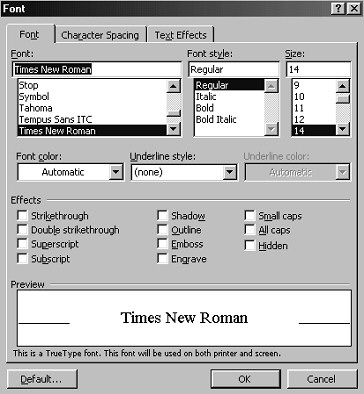 Font
Font Character Spacing Text Effects
Font: Font style: Size:
Times New Roman Regular 14
Stop Regular 9
Symbol Italic 10
Tahoma Bold 11
Tempus Sans ITC Bold Italic 12
Times New Roman 14
Font color: Underline style: Underline color:
Automatic (none) Automatic
Effects
Strikethrough Shadow Small caps
Double strikethrough Outline All caps
Superscript Emboss Hidden
Subscript Engrave
Preview
Times New Roman
This is a TrueType font. This font will be used on both printer and screen.
Default... OK Cancel